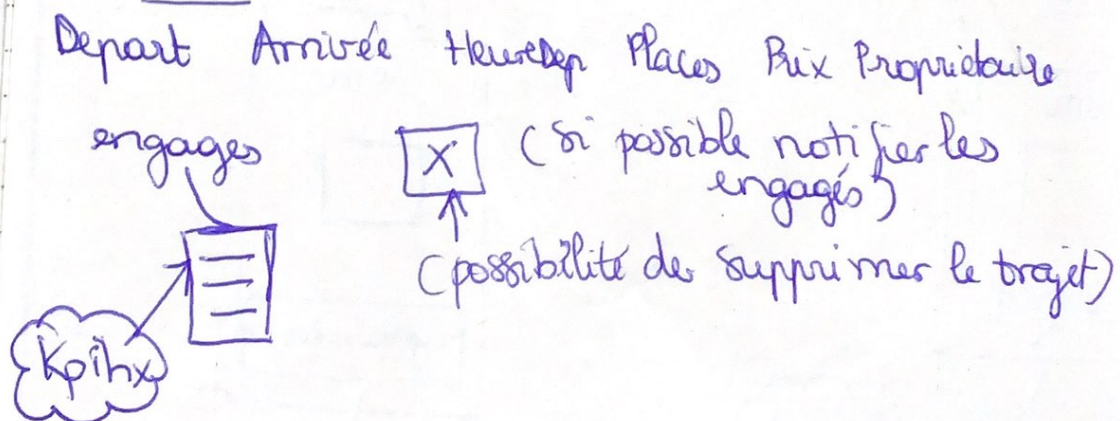 Depart Arrivée HeureDep Places Prix Propriétaire
engages
X (si possible notifier les
engagés)
(possibilité de supprimer le trajet)
Kpihx